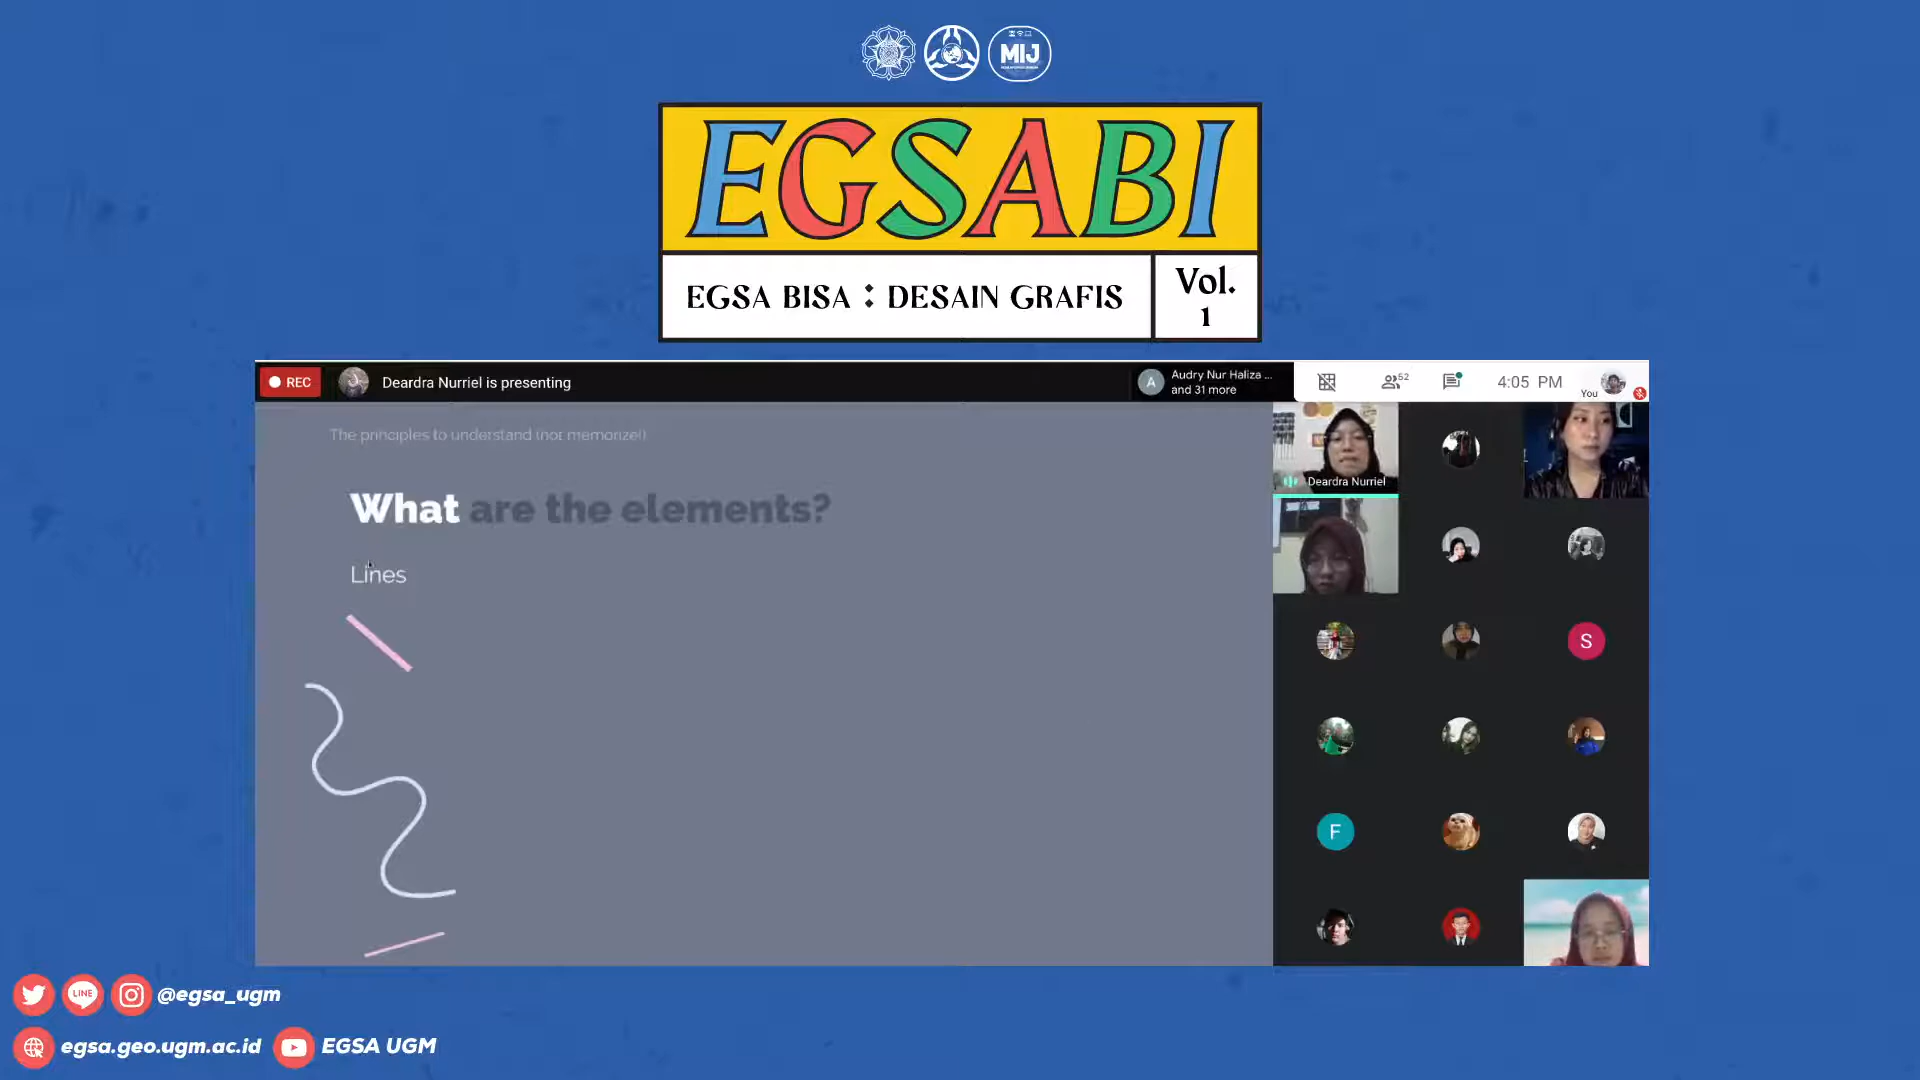 MIJ
EGSABI
EGSA BISA : DESAIN GRAFIS
Vol.
1
REC
Deardra Nurriel is presenting
A
Audry Nur Haliza ...
and 31 more
52
4:05 PM
You
The principles to understand (not memorize!)
What are the elements?
Lines
Deardra Nurriel
S
F
LINE
@egsa_ugm
egsa.geo.ugm.ac.id
EGSA UGM